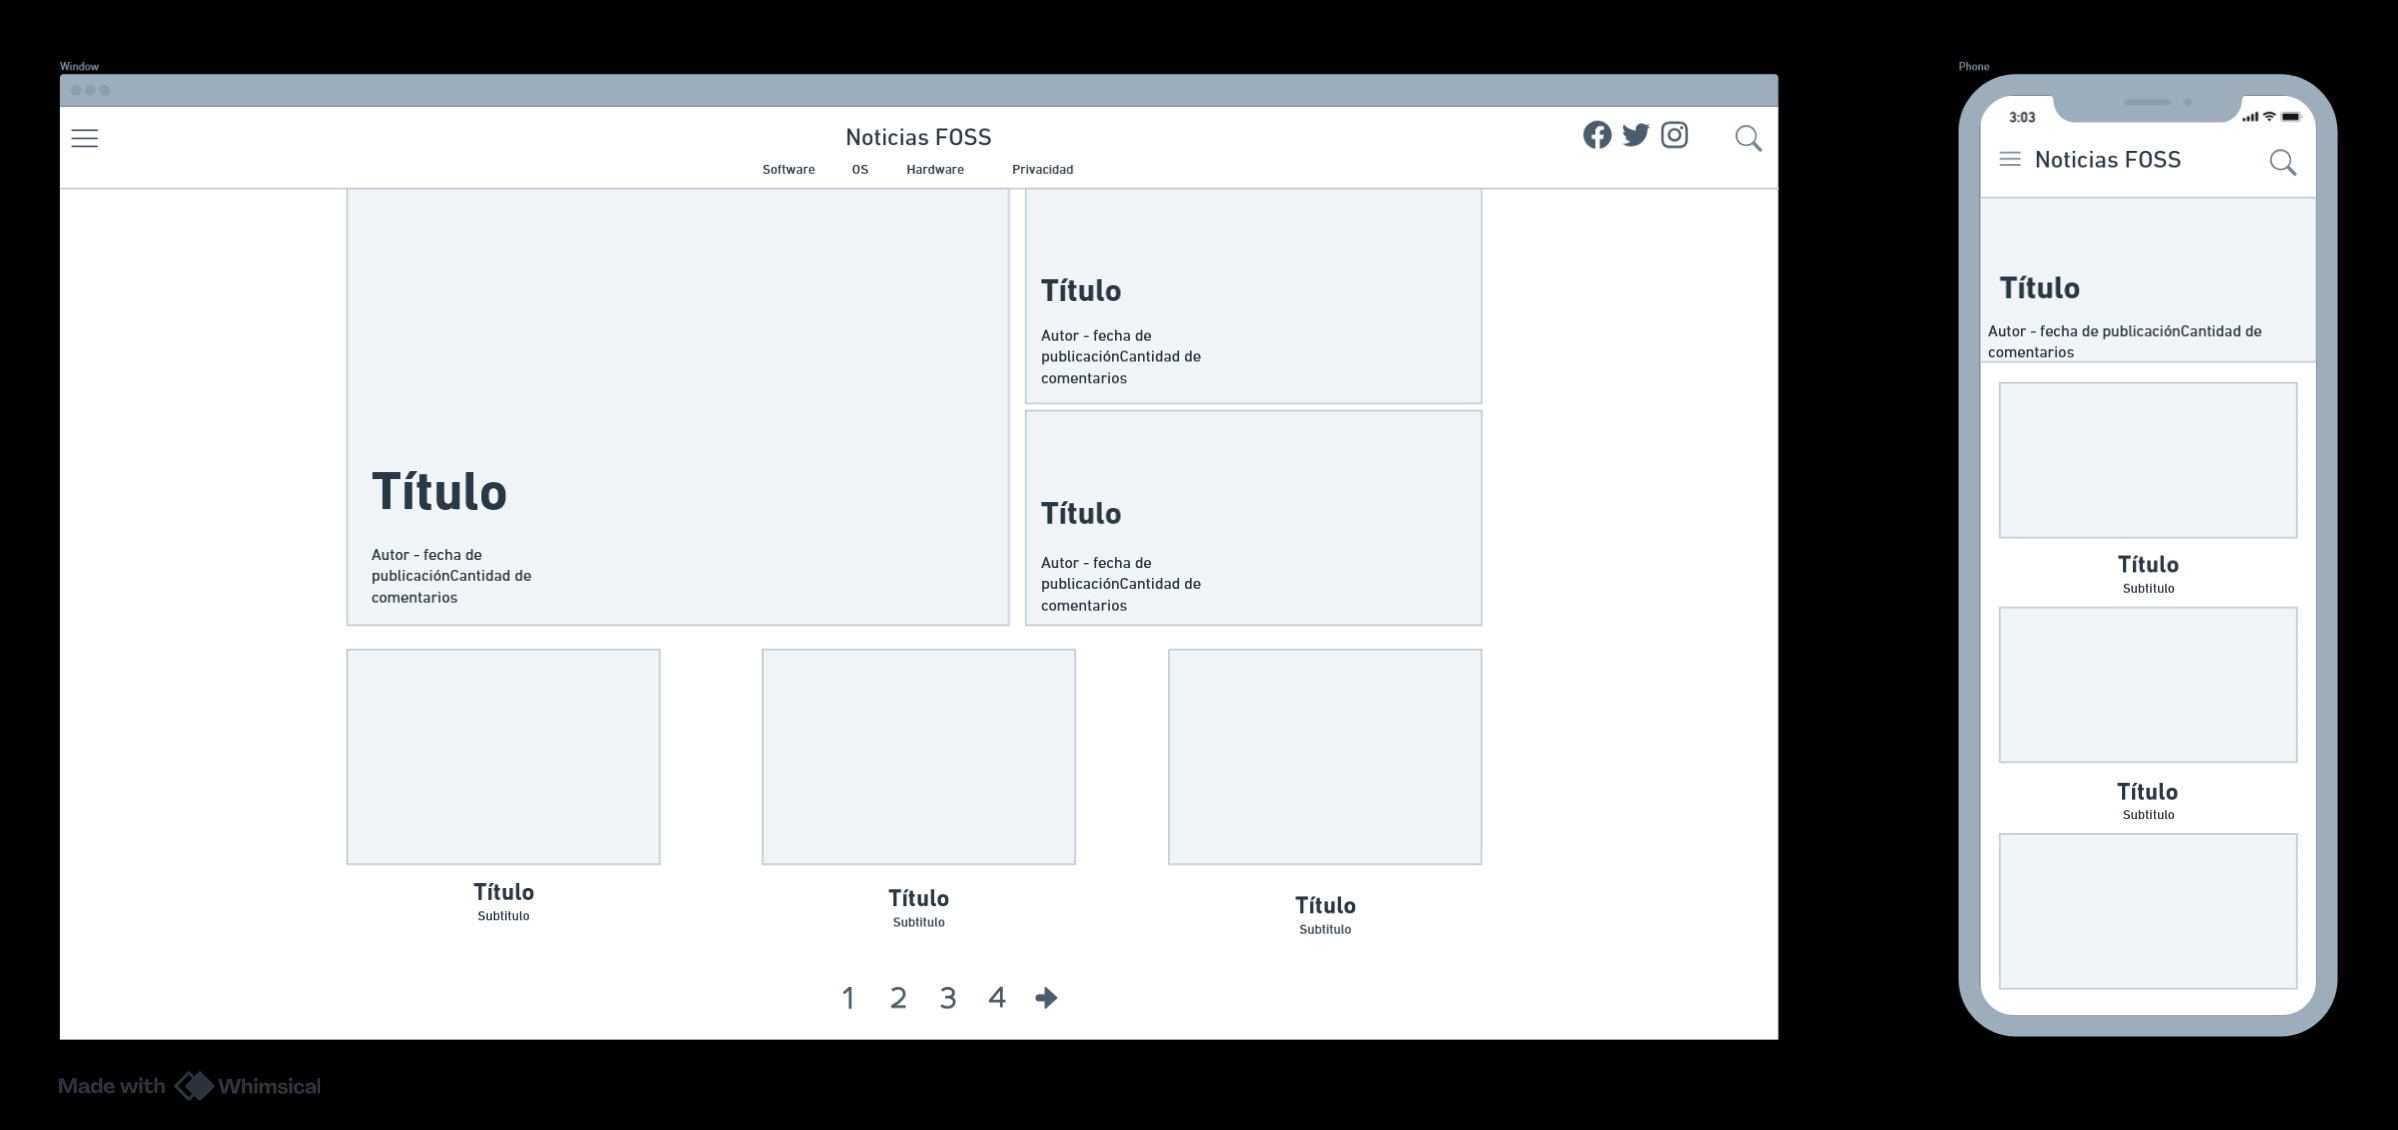 Window
Noticias FOSS
Software OS Hardware Privacidad
Título
Autor - fecha de
publicaciónCantidad de
comentarios
Título
Autor - fecha de
publicaciónCantidad de
comentarios
Título
Autor - fecha de
publicaciónCantidad de
comentarios
Título
Subtitulo
Título
Subtitulo
Título
Subtitulo
1 2 3 4
Phone
3:03
Noticias FOSS
Título
Autor - fecha de publicaciónCantidad de
comentarios
Título
Subtitulo
Título
Subtitulo
Made with Whimsical